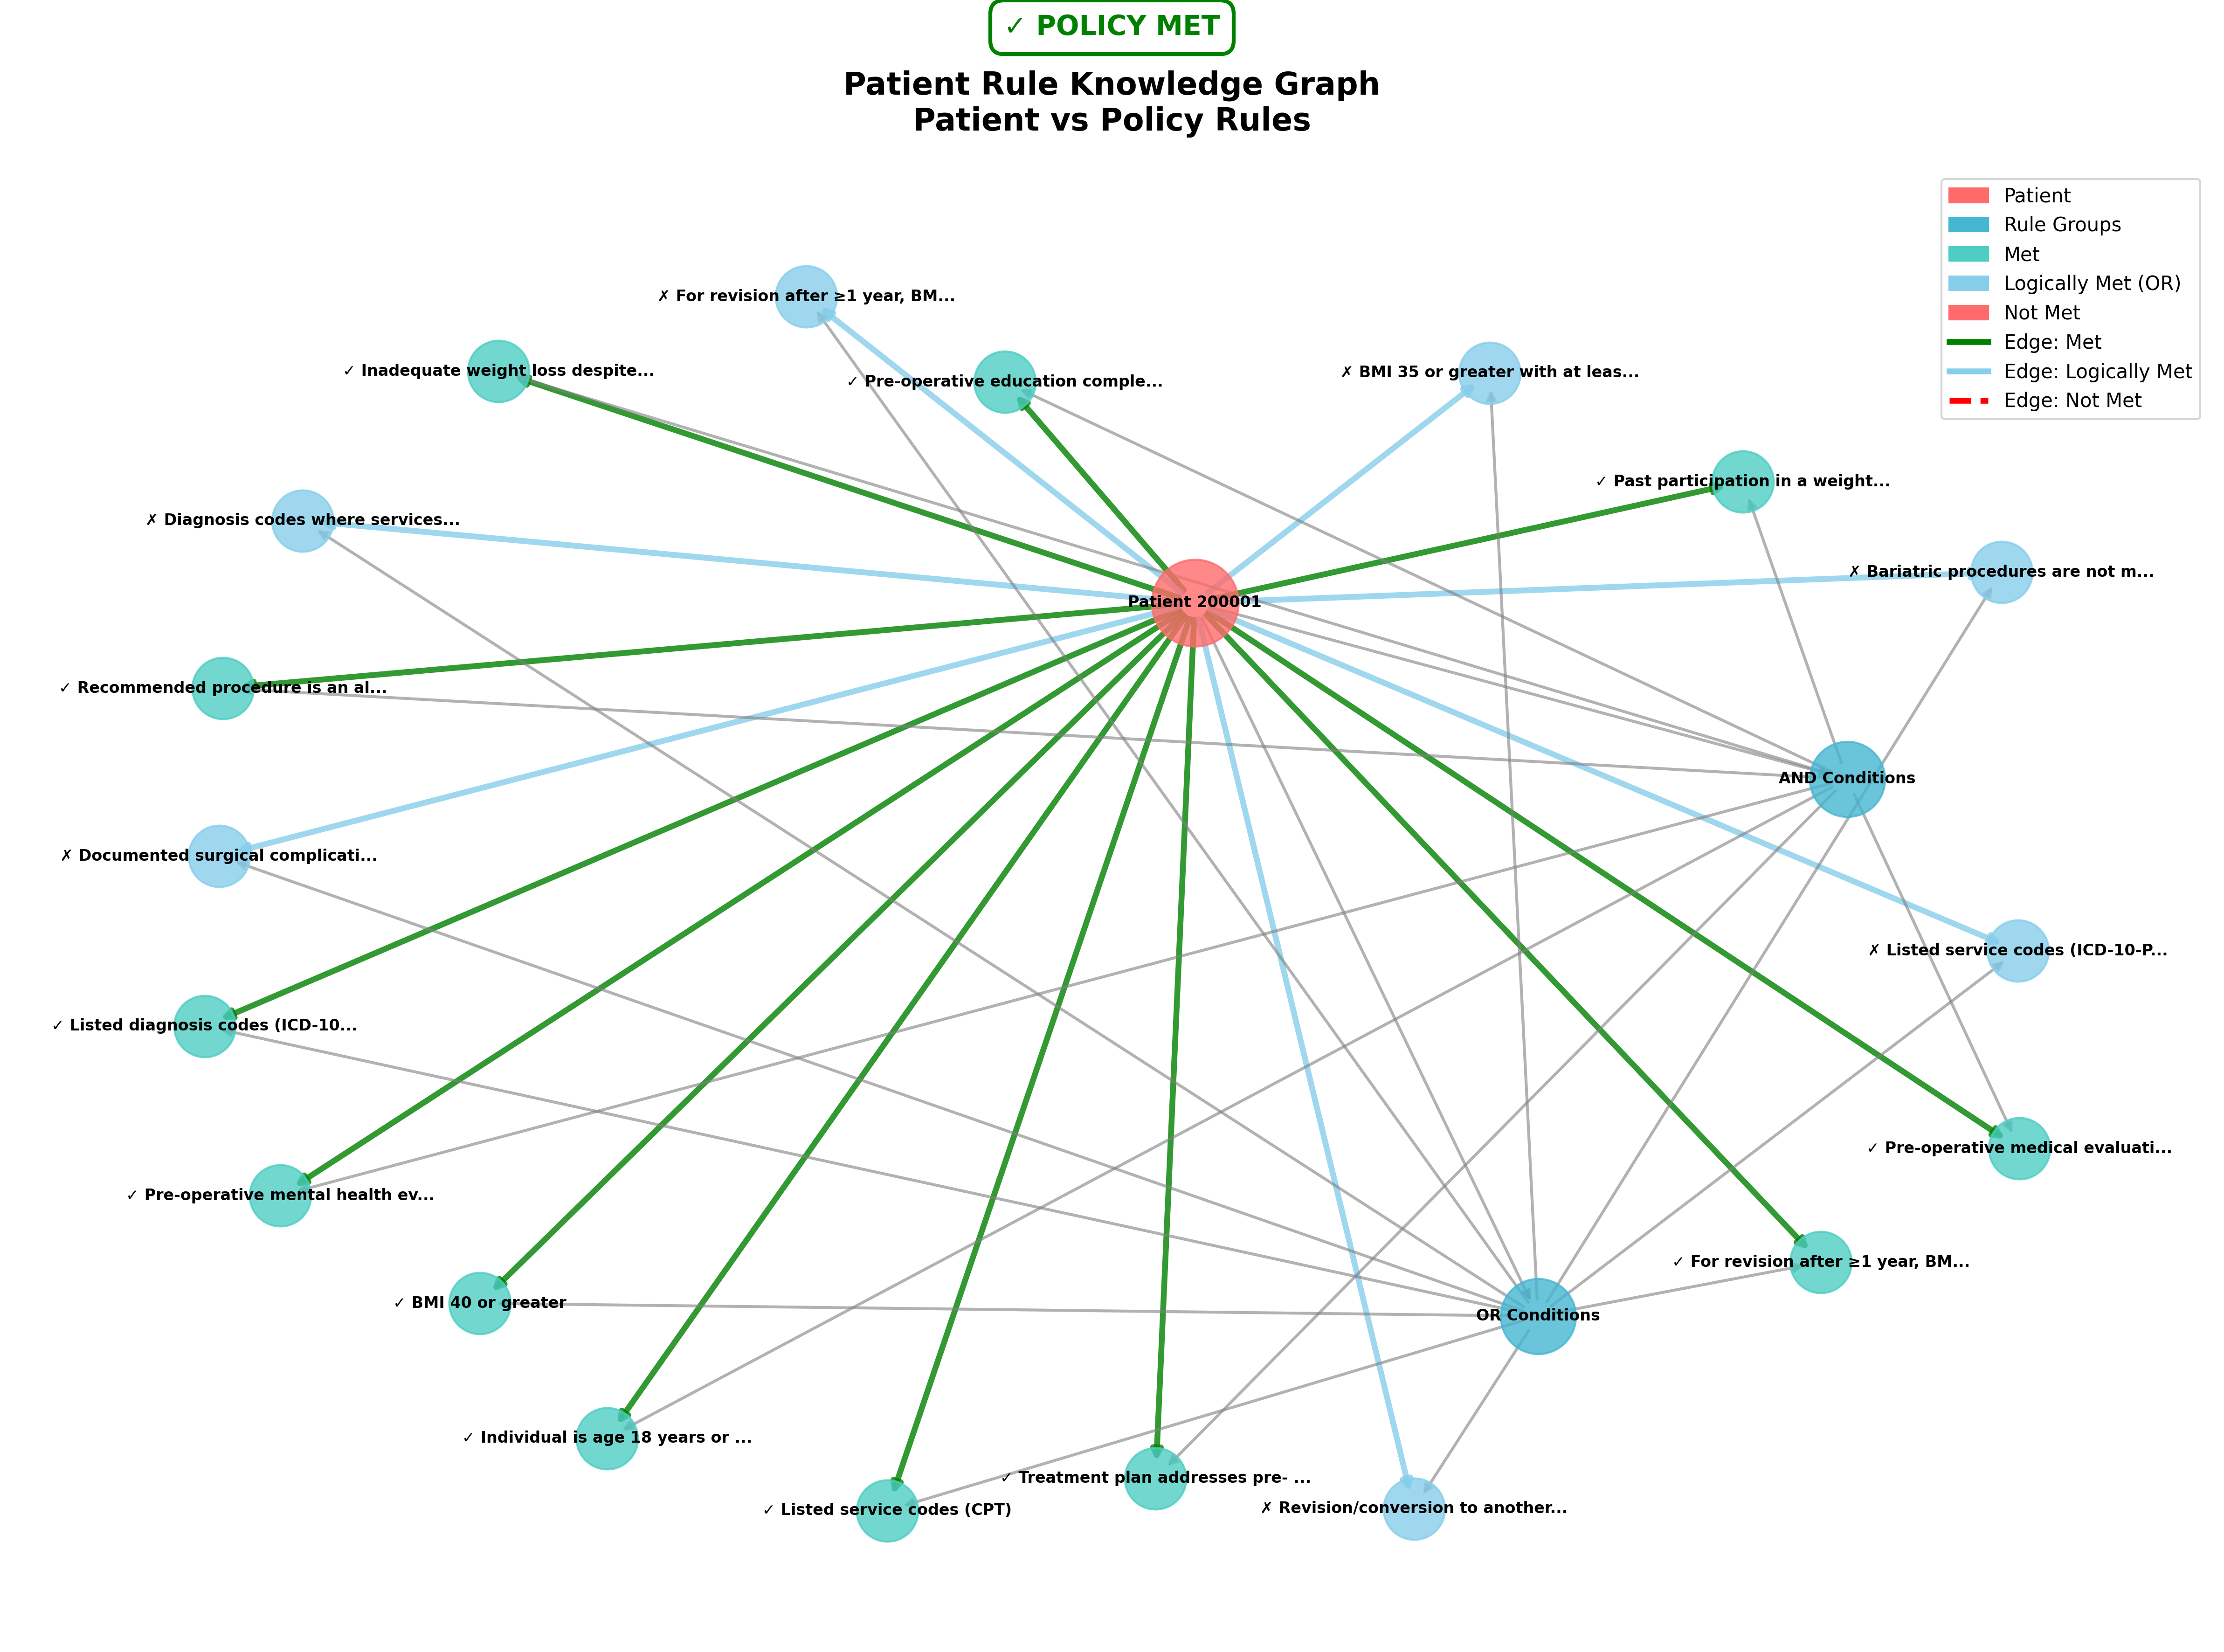 ✓ POLICY MET
Patient Rule Knowledge Graph
Patient vs Policy Rules
Patient
Rule Groups
Met
Logically Met (OR)
Not Met
Edge: Met
Edge: Logically Met
Edge: Not Met
✗ For revision after ≥1 year, BM...
✓ Inadequate weight loss despite...
✓ Pre-operative education comple...
✗ BMI 35 or greater with at leas...
✓ Past participation in a weight...
✗ Diagnosis codes where services...
✗ Bariatric procedures are not m...
Patient 200001
✓ Recommended procedure is an al...
AND Conditions
✗ Documented surgical complicati...
✗ Listed service codes (ICD-10-P...
✓ Listed diagnosis codes (ICD-10...
✓ Pre-operative medical evaluati...
✓ Pre-operative mental health ev...
✓ For revision after ≥1 year, BM...
✓ BMI 40 or greater
OR Conditions
✓ Individual is age 18 years or ...
✓ Treatment plan addresses pre- ...
✓ Listed service codes (CPT)
✗ Revision/conversion to another...